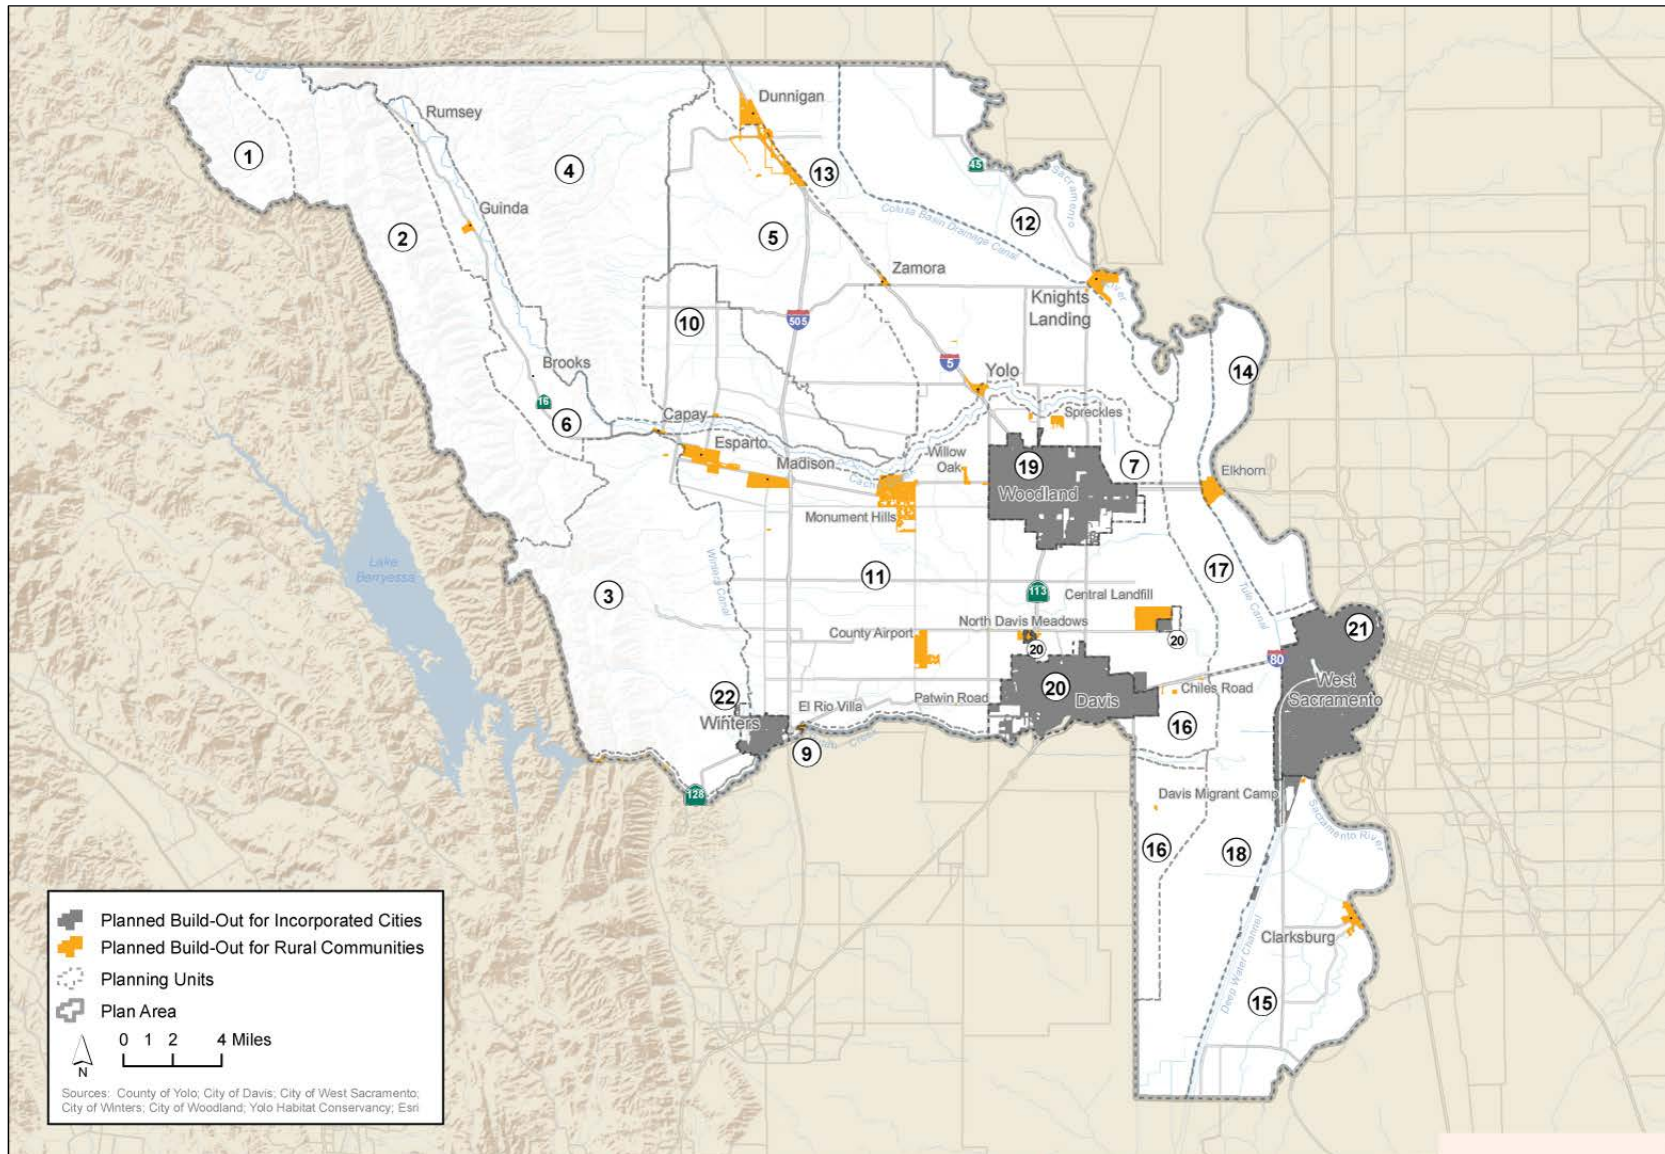 Dunnigan
Rumsey
45
1
4
13
Sacramento
Guinda
12
2
5
Colusa Basin Drainage Canal
Zamora
River
Knights
Landing
10
505
Brooks
5
Yolo
14
16
6
Capay
Spreckles
Esparto
Willow
Oak
19
7
Elkhorn
Madison
Woodland
Monument Hills
Lake
Berryessa
Winters Canal
11
17
3
113
Central Landfill
Tule Canal
North Davis Meadows
21
County Airport
20
20
80
22
20
Davis
Chiles Road
West
Sacramento
Patwin Road
El Rio Villa
Winters
16
9
Creek
128
Davis Migrant Camp
Sacramento River
16
18
Clarksburg
Deep Water Channel
15
Planned Build-Out for Incorporated Cities
Planned Build-Out for Rural Communities
Planning Units
Plan Area
0 1 2 4 Miles
N
Sources: County of Yolo; City of Davis; City of West Sacramento;
City of Winters; City of Woodland; Yolo Habitat Conservancy; Esri